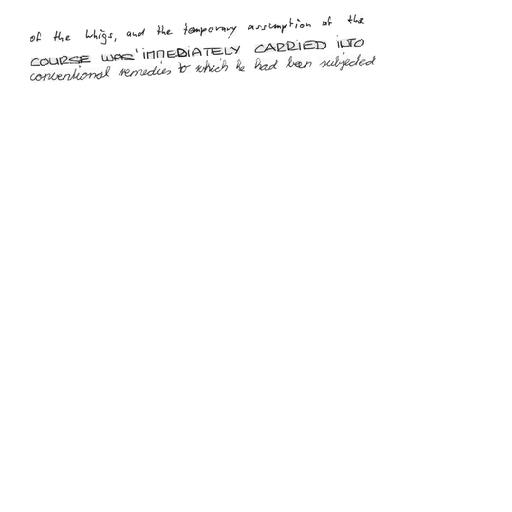 of the Whigs, and the temporary assumption of the
COURSE WAS IMMEDIATELY CARRIED INTO
conventional remedies to which he had been subjected